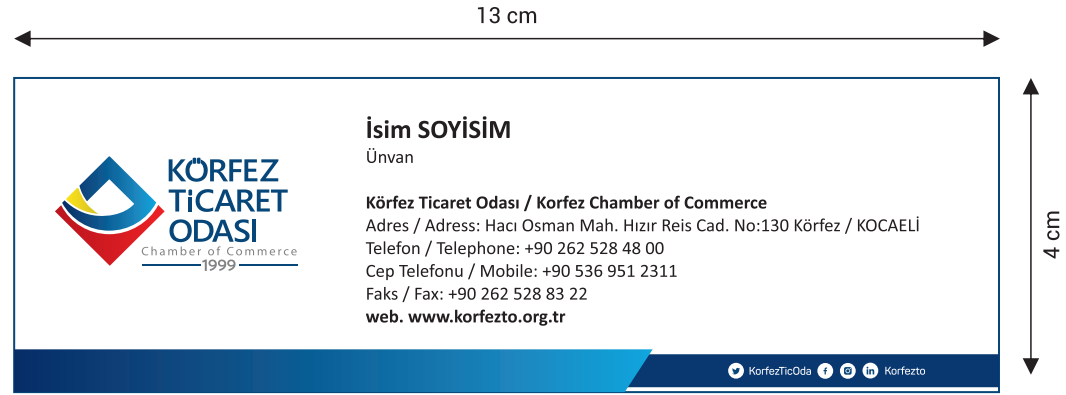 13 cm
KÖRFEZ
TiCARET
ODASI
Chamber of Commerce
1999
İsim SOYİSİM
Ünvan
Körfez Ticaret Odası / Korfez Chamber of Commerce
Adres / Adress: Hacı Osman Mah. Hızır Reis Cad. No:130 Körfez / KOCAELİ
Telefon / Telephone: +90 262 528 48 00
Cep Telefonu / Mobile: +90 536 951 2311
Faks / Fax: +90 262 528 83 22
web. www.korfezto.org.tr
KorfezTicOda Korfezto
4 cm